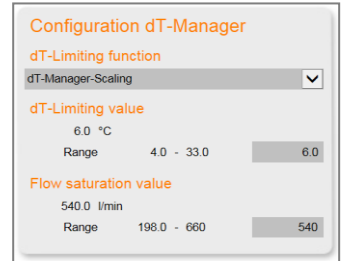 Configuration dT-Manager
dT-Limiting function
dT-Manager-Scaling
dT-Limiting value
6.0 °C
Range 4.0 - 33.0 6.0
Flow saturation value
540.0 l/min
Range 198.0 - 660 540